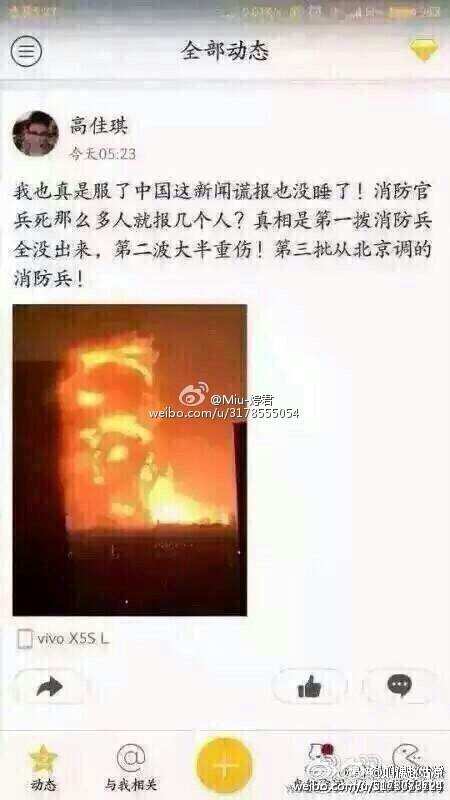 全部动态
高佳琪
今天05:23
我也真是服了中国这新闻谎报也没睡了！消防官
兵死那么多人就报几个人？真相是第一拨消防兵
全没出来，第二波大半重伤！第三批从北京调的
消防兵！
@Miu-婷君
weibo.com/u/3178555054
vivo X5S L
动态
与我相关